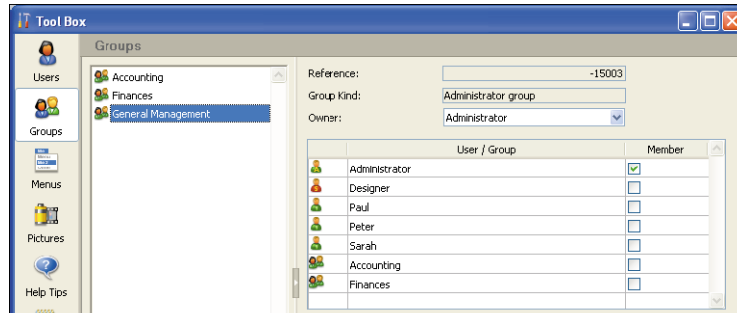 Tool Box
Groups
Users
Groups
Menus
Pictures
Help Tips
Accounting
Finances
General Management
Reference: -15003
Group Kind: Administrator group
Owner: Administrator
User / Group Member
Administrator
Designer
Paul
Peter
Sarah
Accounting
Finances